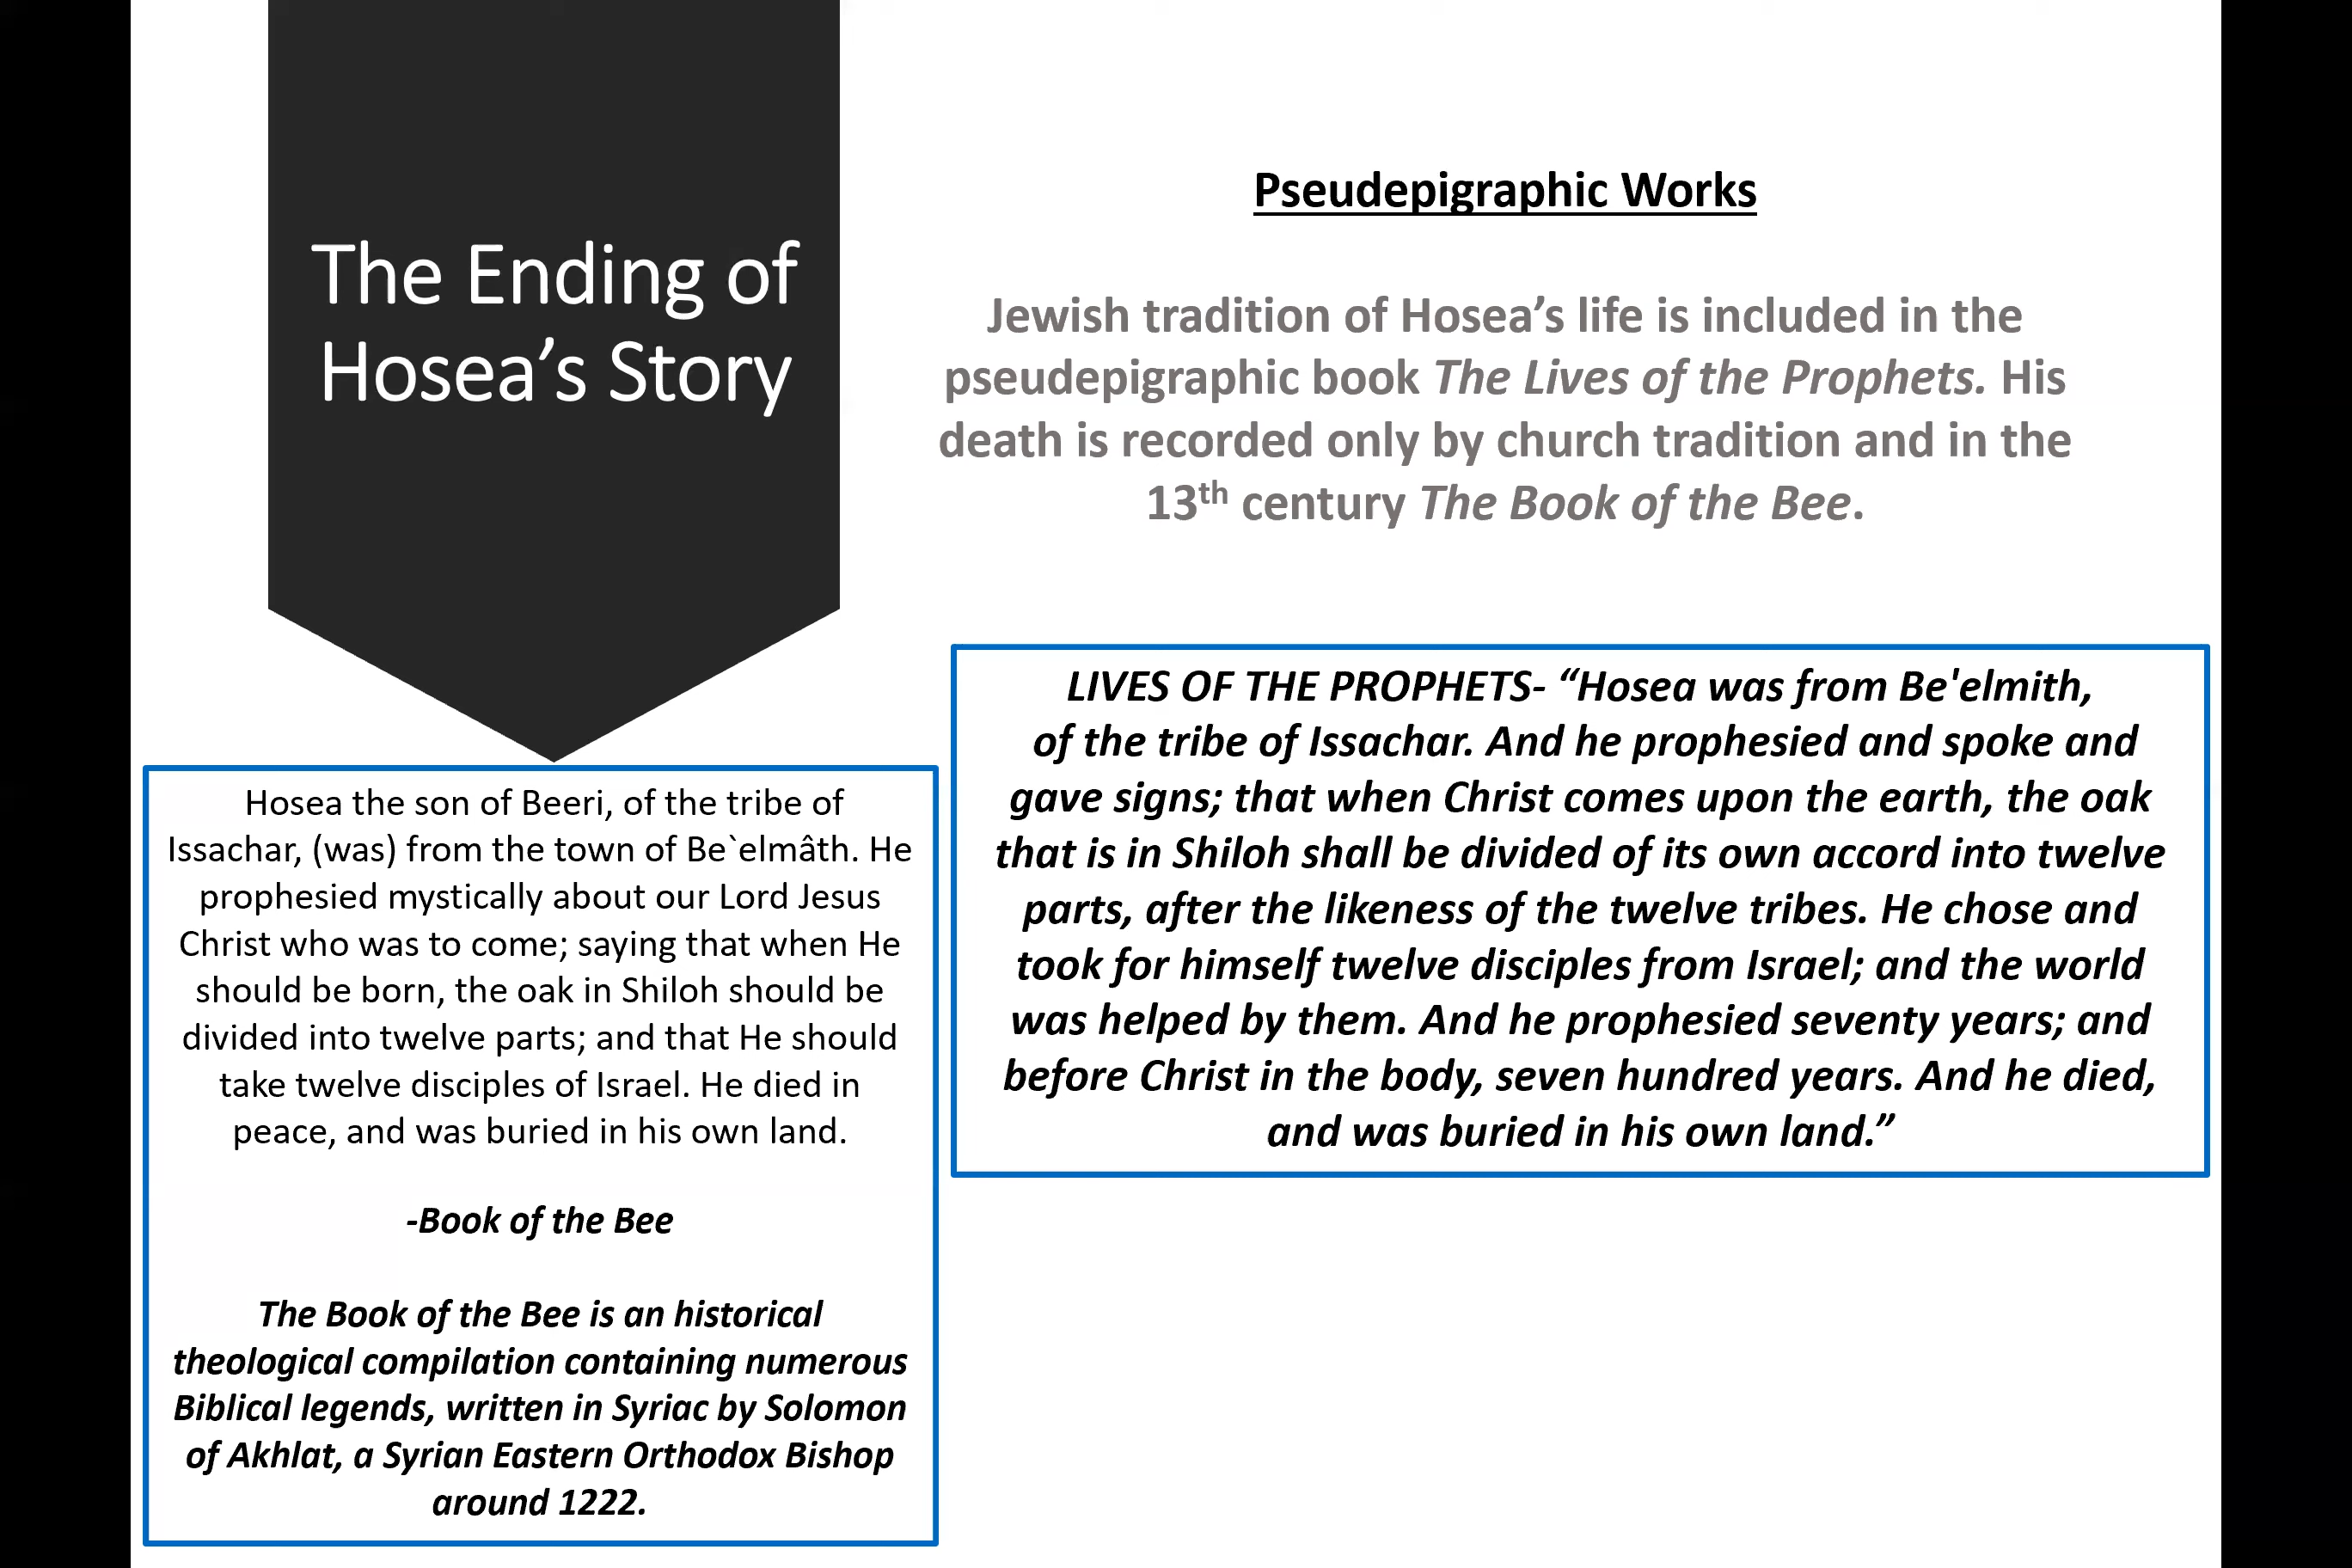 The Ending of
Hosea’s Story
Pseudepigraphic Works
Jewish tradition of Hosea’s life is included in the
pseudepigraphic book The Lives of the Prophets. His
death is recorded only by church tradition and in the
13th century The Book of the Bee.
LIVES OF THE PROPHETS- “Hosea was from Be'elmith,
of the tribe of Issachar. And he prophesied and spoke and
gave signs; that when Christ comes upon the earth, the oak
that is in Shiloh shall be divided of its own accord into twelve
parts, after the likeness of the twelve tribes. He chose and
took for himself twelve disciples from Israel; and the world
was helped by them. And he prophesied seventy years; and
before Christ in the body, seven hundred years. And he died,
and was buried in his own land.”
Hosea the son of Beeri, of the tribe of
Issachar, (was) from the town of Be`elmâth. He
prophesied mystically about our Lord Jesus
Christ who was to come; saying that when He
should be born, the oak in Shiloh should be
divided into twelve parts; and that He should
take twelve disciples of Israel. He died in
peace, and was buried in his own land.
-Book of the Bee
The Book of the Bee is an historical
theological compilation containing numerous
Biblical legends, written in Syriac by Solomon
of Akhlat, a Syrian Eastern Orthodox Bishop
around 1222.